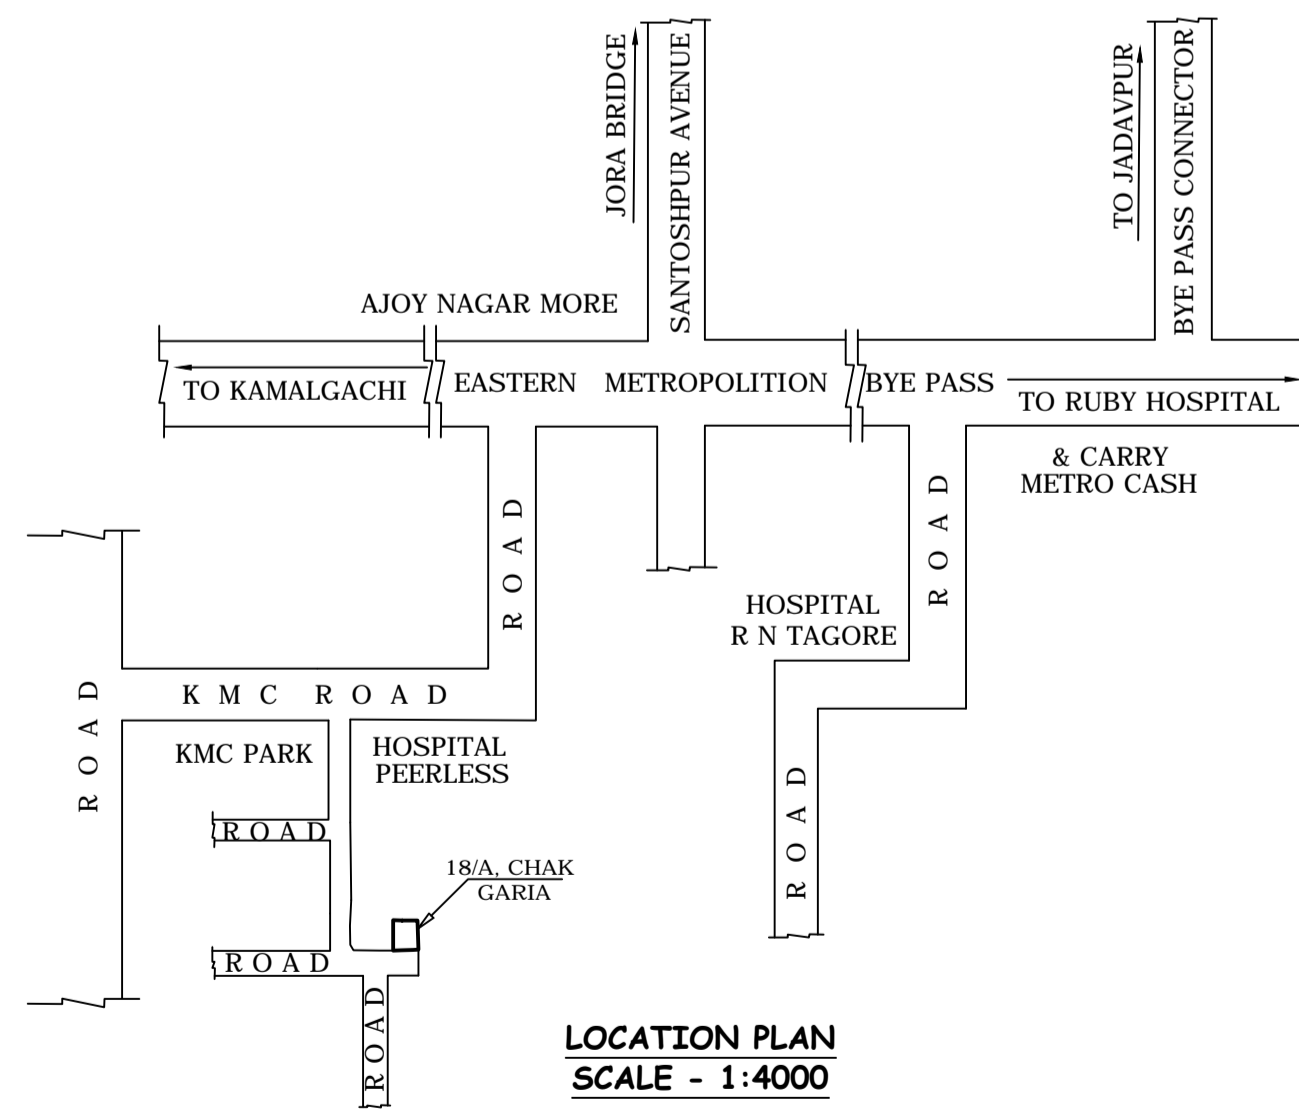 JORA BRIDGE
SANTOSHPUR AVENUE
TO JADAVPUR
BYE PASS CONNECTOR
AJOY NAGAR MORE
TO KAMALGACHI
EASTERN METROPOLITION BYE PASS
TO RUBY HOSPITAL
& CARRY
METRO CASH
ROAD
ROAD
HOSPITAL
R N TAGORE
ROAD
KMC ROAD
KMC PARK
HOSPITAL
PEERLESS
ROAD
ROAD
18/A, CHAK
GARIA
ROAD
ROAD
LOCATION PLAN
SCALE - 1:4000